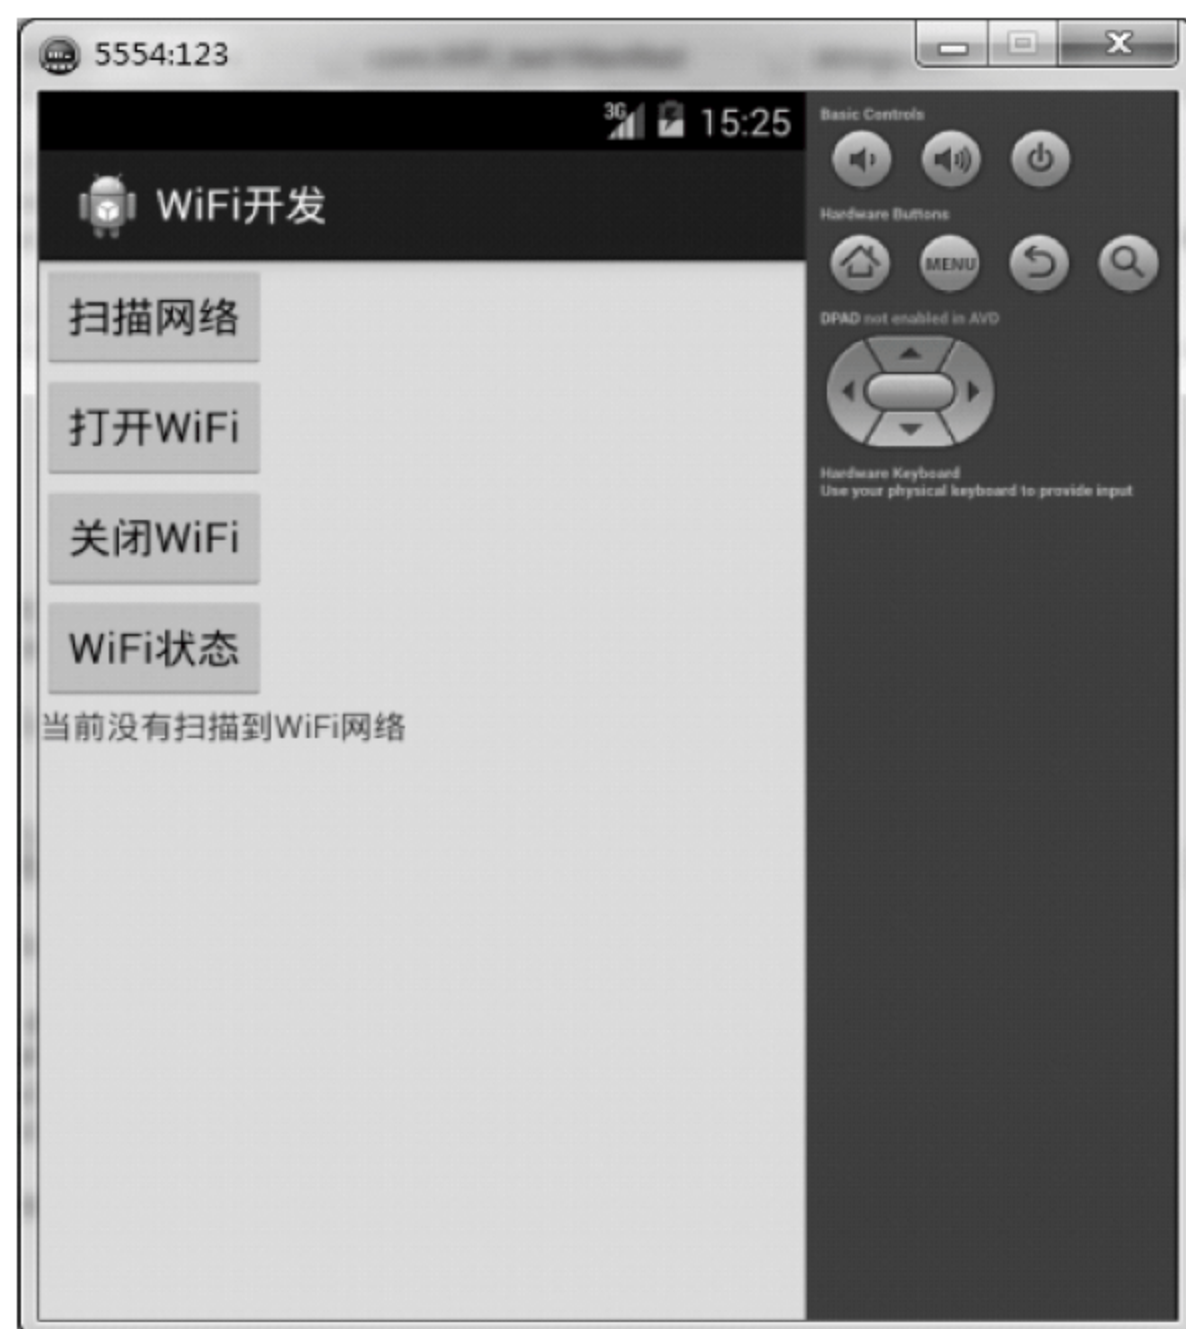 5554:123
3G 15:25
WiFi开发
扫描网络
打开WiFi
关闭WiFi
WiFi状态
当前没有扫描到WiFi网络
Basic Controls
Hardware Buttons
MENU
DPAD not enabled in AVD
Hardware Keyboard
Use your physical keyboard to provide input